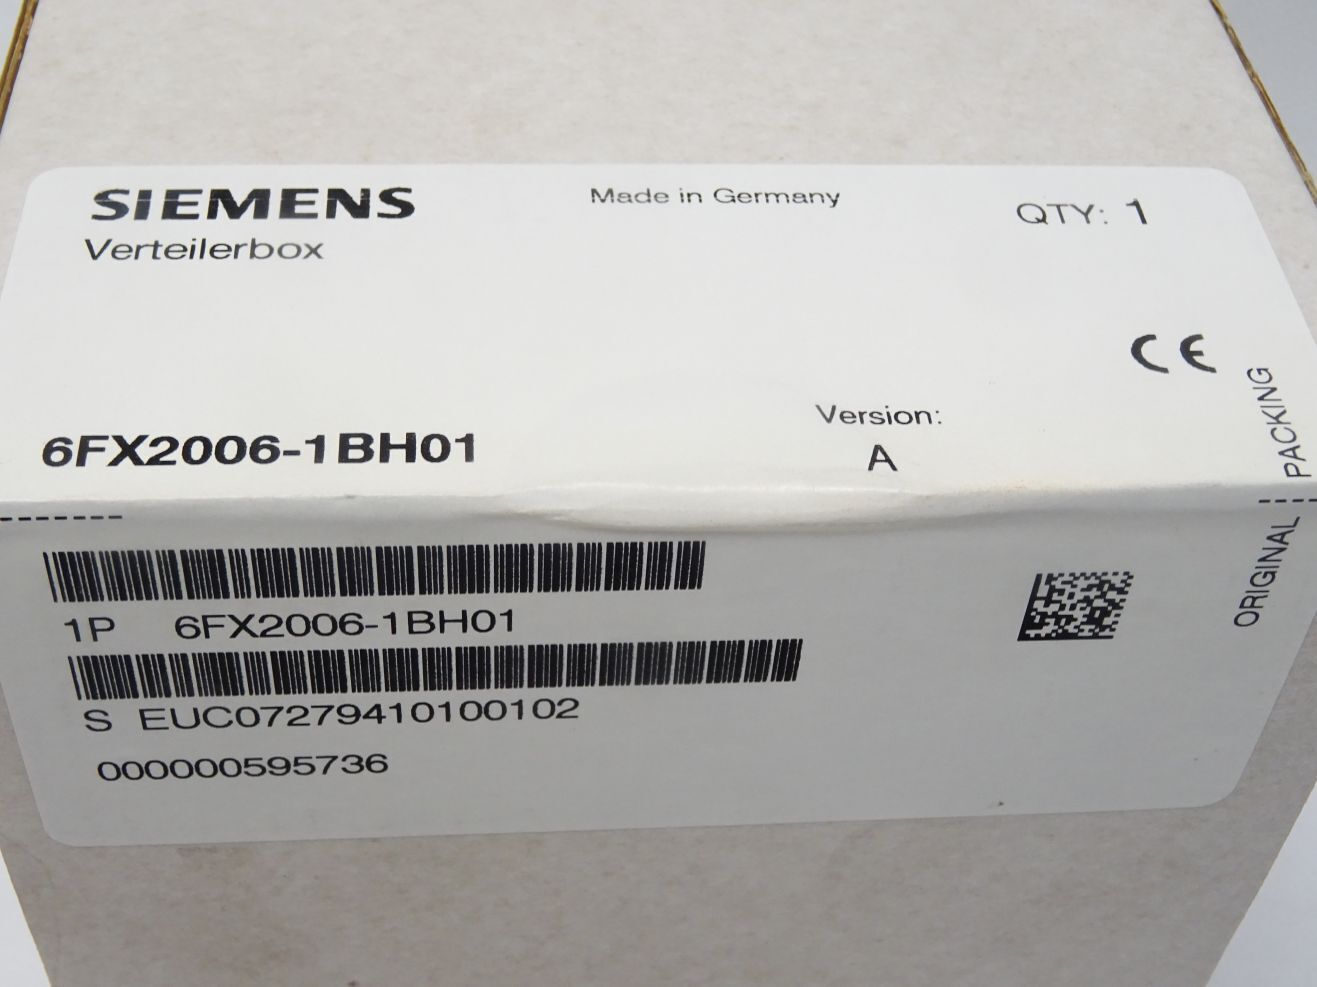 SIEMENS
Verteilerbox
Made in Germany
QTY: 1
CE
Version:
A
6FX2006-1BH01
ORIGINAL PACKING
1P 6FX2006-1BH01
S EUC07279410100102
000000595736